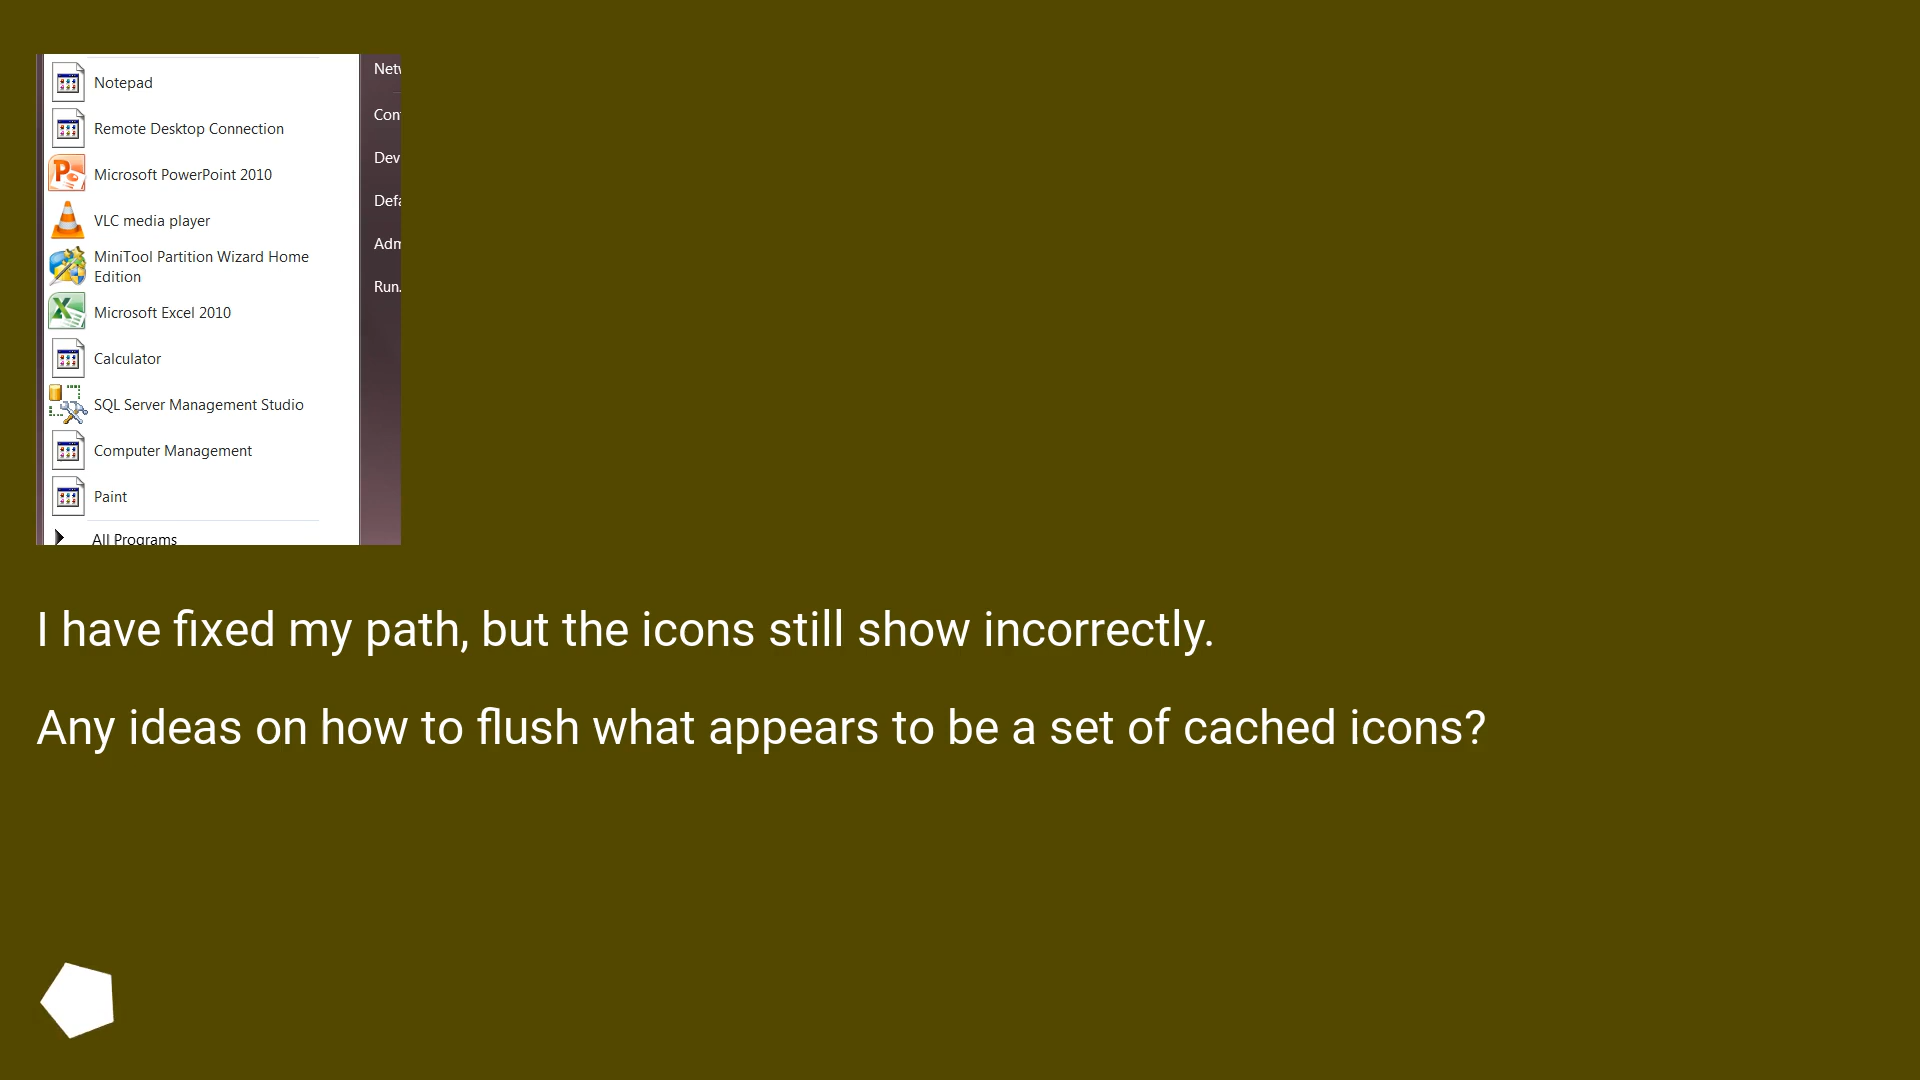 Notepad
Remote Desktop Connection
Microsoft PowerPoint 2010
VLC media player
MiniTool Partition Wizard Home
Edition
Microsoft Excel 2010
Calculator
SQL Server Management Studio
Computer Management
Paint
All Programs
Run.
I have fixed my path, but the icons still show incorrectly.
Any ideas on how to flush what appears to be a set of cached icons?